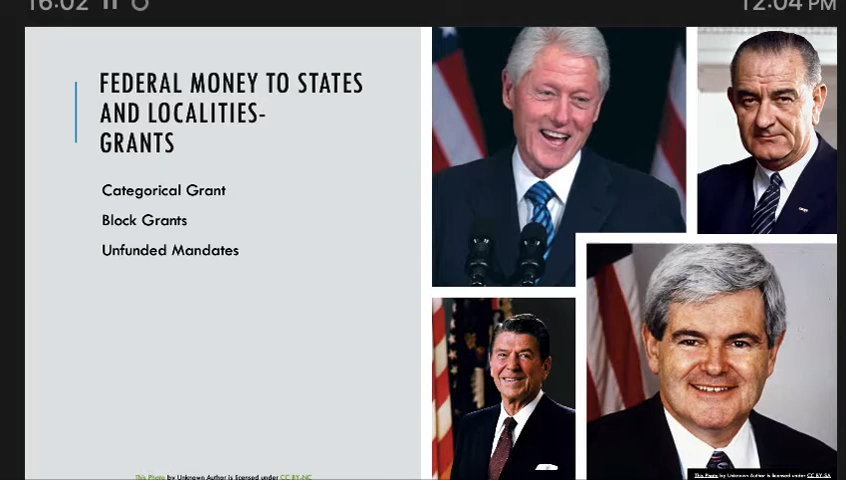 16:02
12:04 PM
FEDERAL MONEY TO STATES
AND LOCALITIES-
GRANTS
Categorical Grant
Block Grants
Unfunded Mandates
This Photo by Unknown Author is licensed under CC BY-NC
This Photo by Unknown Author is licensed under CC BY-SA